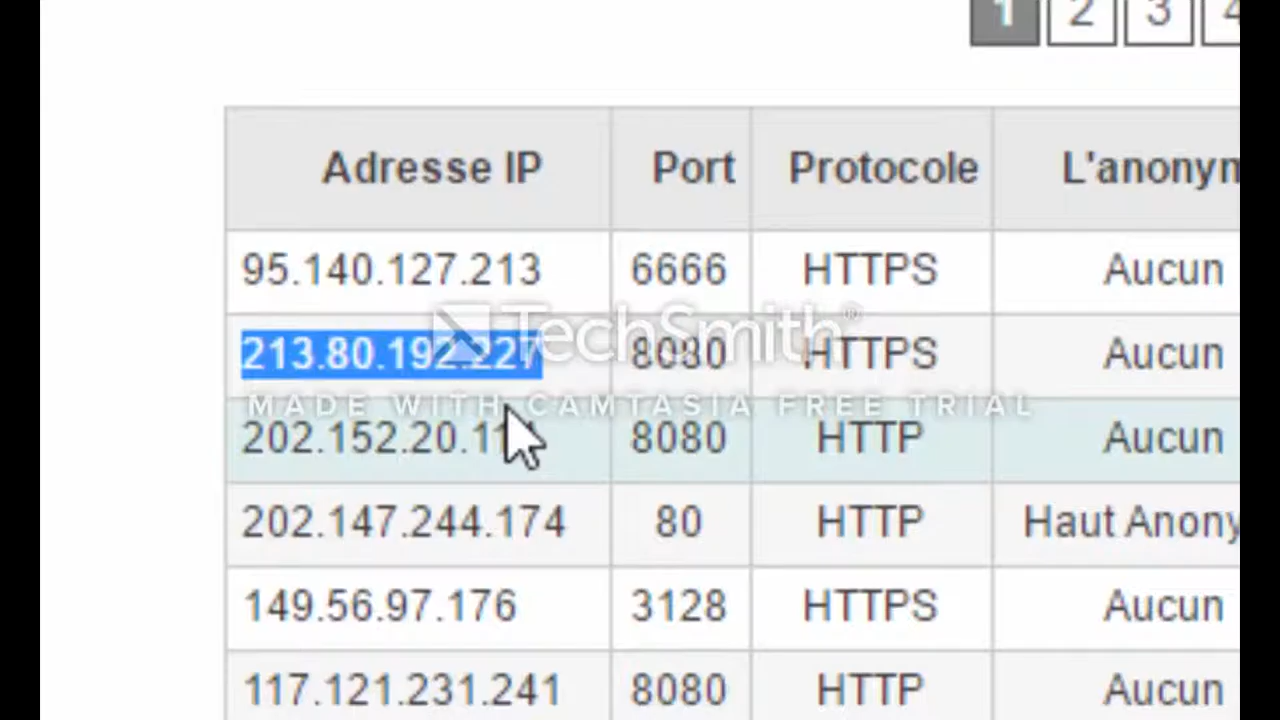 1 2 3 4
Adresse IP Port Protocole L'anonym
95.140.127.213 6666 HTTPS Aucun
TechSmith®
213.80.192.227 8080 HTTPS Aucun
MADE WITH CAMTASIA FREE TRIAL
8080 HTTP Aucun
202.147.244.174 80 HTTP Haut Anony
149.56.97.176 3128 HTTPS Aucun
117.121.231.241 8080 HTTP Aucun